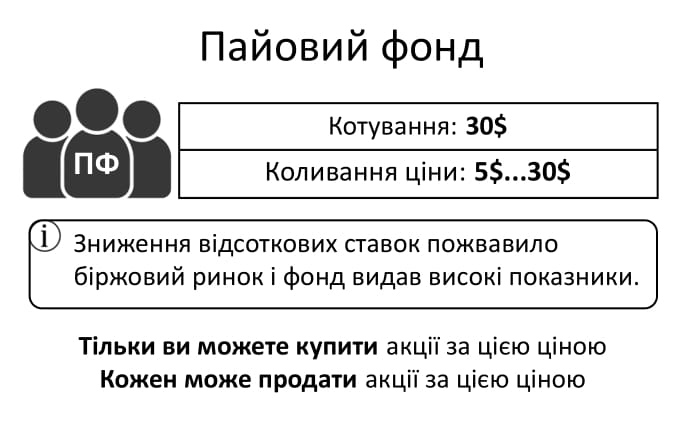 Пайовий фонд
ПФ
Котування: 30$
Коливання ціни: 5$...30$
i
Зниження відсоткових ставок пожвавило
біржовий ринок і фонд видав високі показники.
Тільки ви можете купити акції за цією ціною
Кожен може продати акції за цією ціною